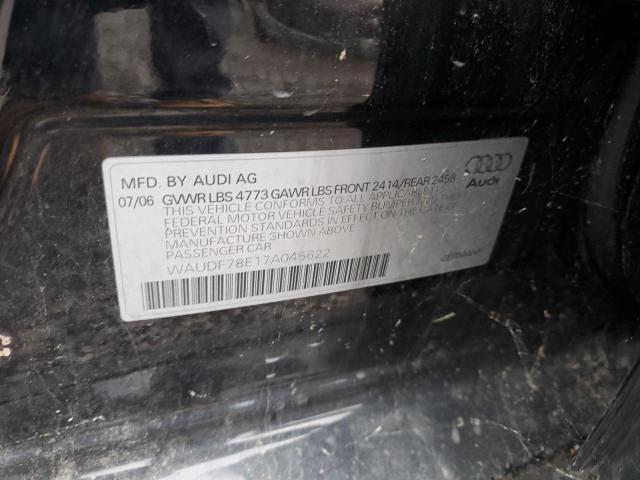 MFD. BY AUDI AG
07/06 GVWR LBS 4773 GAWR LBS FRONT 2414/REAR 2458
THIS VEHICLE CONFORMS TO ALL APPLICABLE
FEDERAL MOTOR VEHICLE SAFETY BUMPER AND THEFT
PREVENTION STANDARDS IN EFFECT ON THE DATE OF
MANUFACTURE SHOWN ABOVE
PASSENGER CAR
WAUDF78E17A045622
GERMANY
Audi